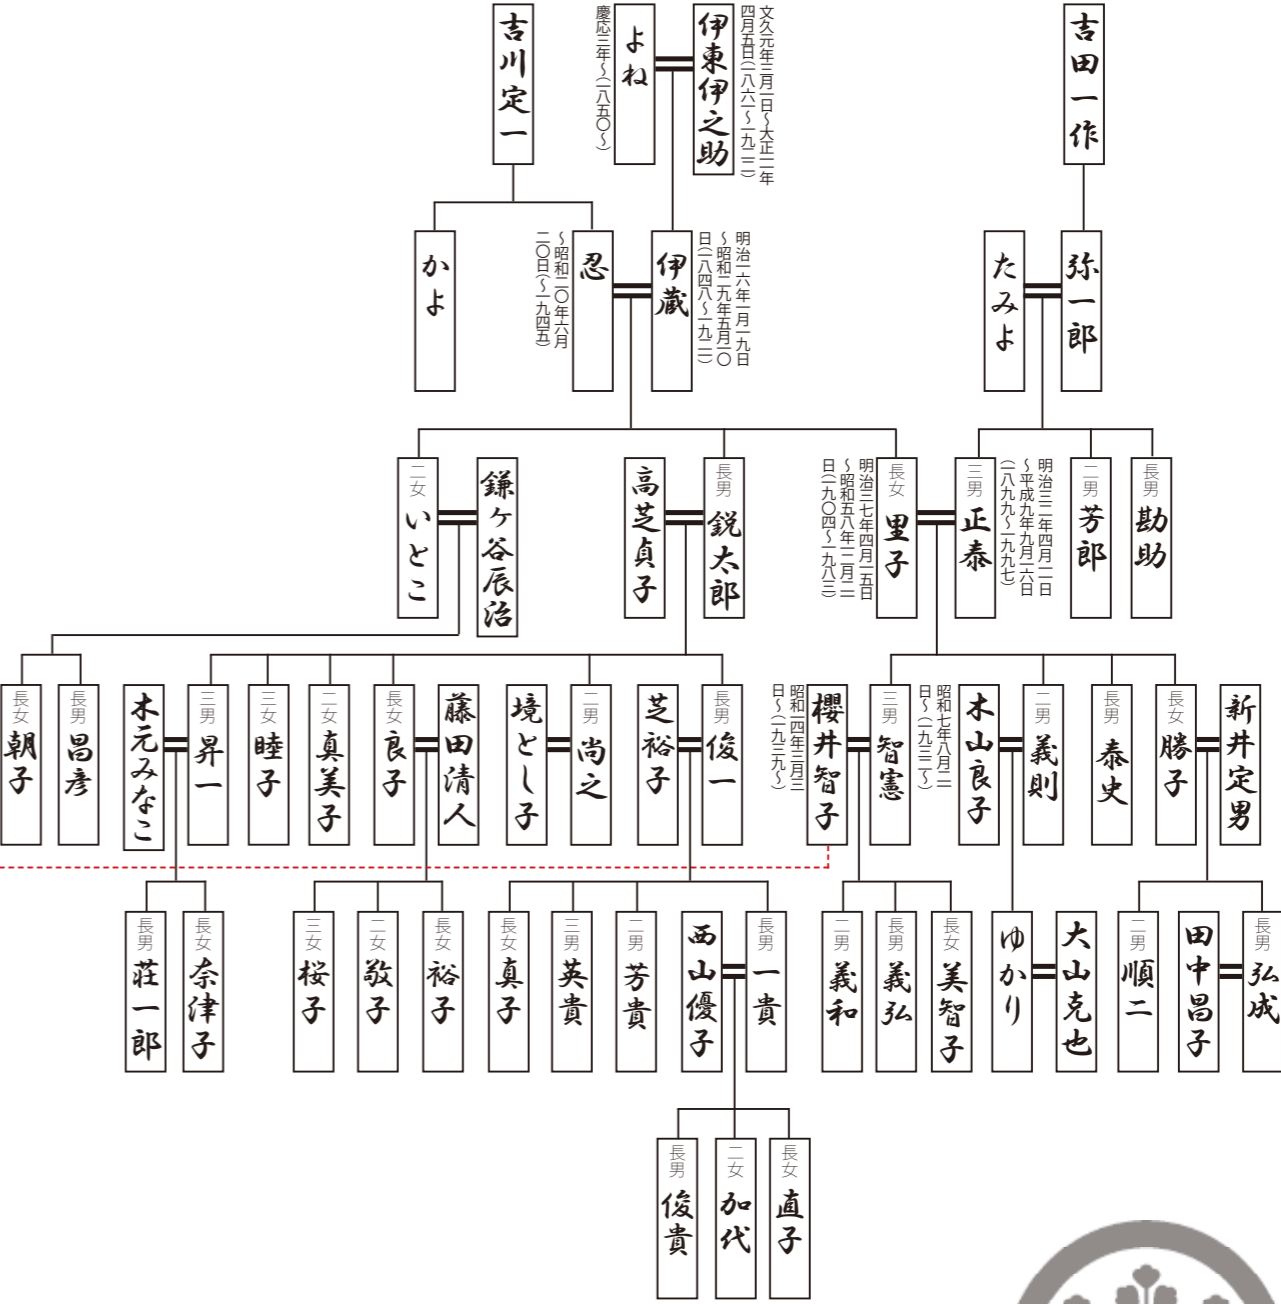 吉田一作
文久元年三月一日〜大正一一年
四月五日(一八六一〜一九二二)
伊東伊之助
よね
慶応三年〜(一八五〇〜)
吉川定一
弥一郎
たみよ
明治一六年一月一九日
〜昭和二九年五月一〇
日(一八四八〜一九二一)
伊蔵
忍
〜昭和二〇年六月
二〇日(〜一九四五)
かよ
長男 勘助
二男 芳郎
明治三二年四月一一日
〜平成九年九月一六日
(一八九九〜一九九七)
三男 正泰
長女 里子
明治三七年四月一五日
〜昭和五八年一二月二
日(一九〇四〜一九八三)
長男 鋭太郎
高芝貞子
鎌ヶ谷辰治
二女 いとこ
新井定男
長女 勝子
長男 泰史
二男 義則
木山良子
昭和七年八月二
日〜(一九三二〜)
三男 智憲
櫻井智子
昭和一四年三月三
日〜(一九三九〜)
長男 俊一
芝裕子
二男 尚之
境とし子
藤田清人
長女 良子
二女 真美子
三女 睦子
三男 昇一
木元みなこ
長男 昌彦
長女 朝子
長男 弘成
田中昌子
二男 順二
大山克也
ゆかり
長女 美智子
長男 義弘
二男 義和
長男 一貴
西山優子
二男 芳貴
三男 英貴
長女 真子
長女 裕子
二女 敬子
三女 桜子
長女 奈津子
長男 荘一郎
長女 直子
二女 加代
長男 俊貴